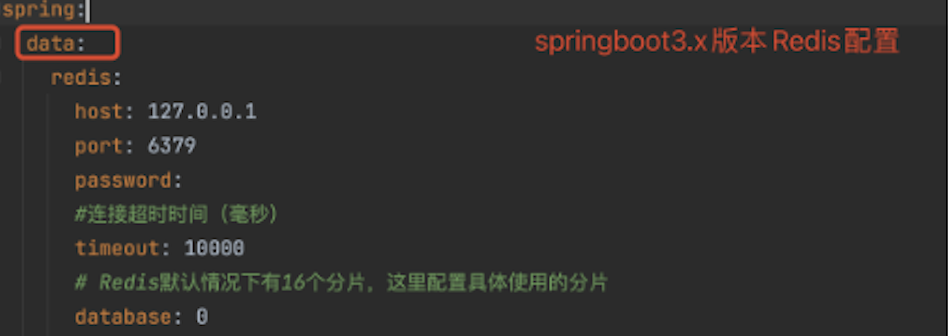 spring:
data:
springboot3.x版本 Redis配置
redis:
host: 127.0.0.1
port: 6379
password:
#连接超时时间（毫秒）
timeout: 10000
# Redis默认情况下有16个分片，这里配置具体使用的分片
database: 0